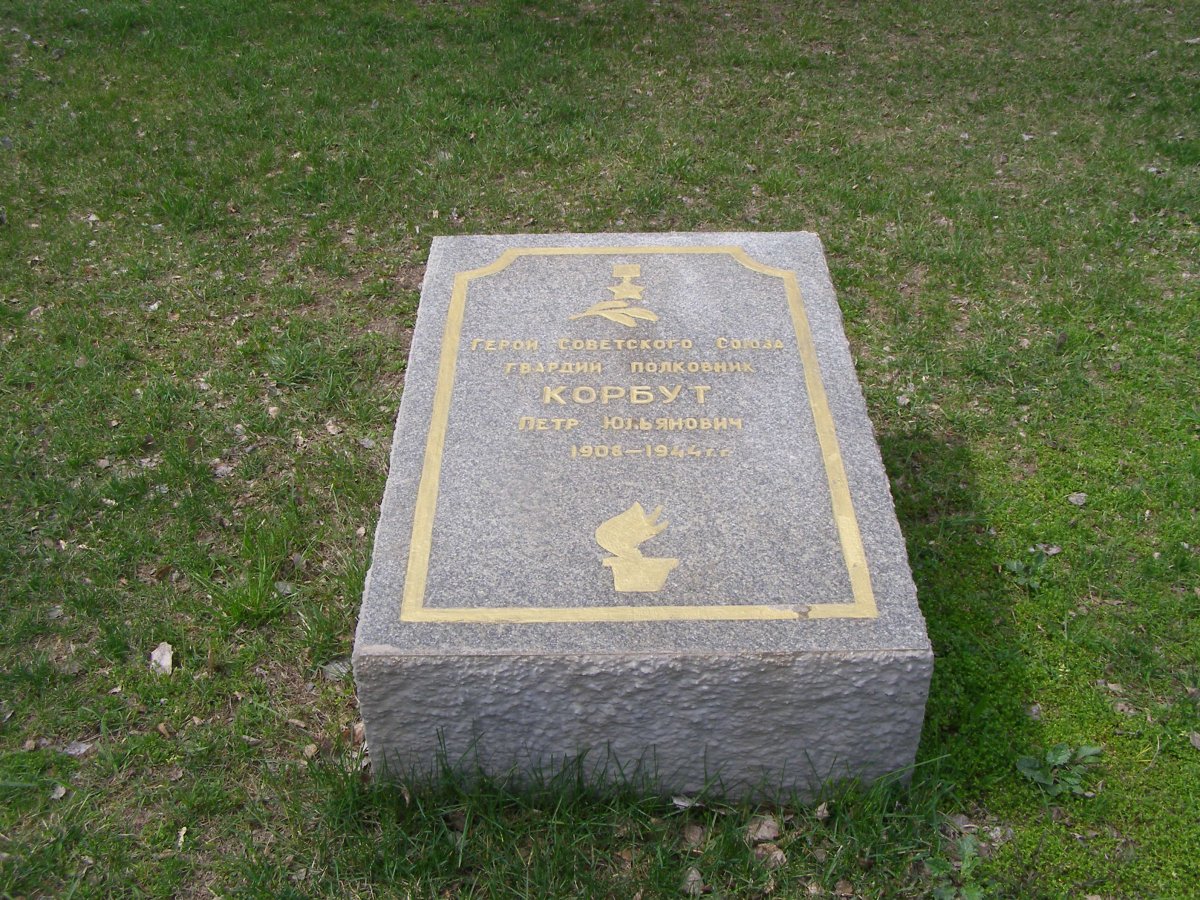 Герой Советского Союза
гвардии полковник
КОРБУТ
Петр Юльянович
1908—1944 г.г.